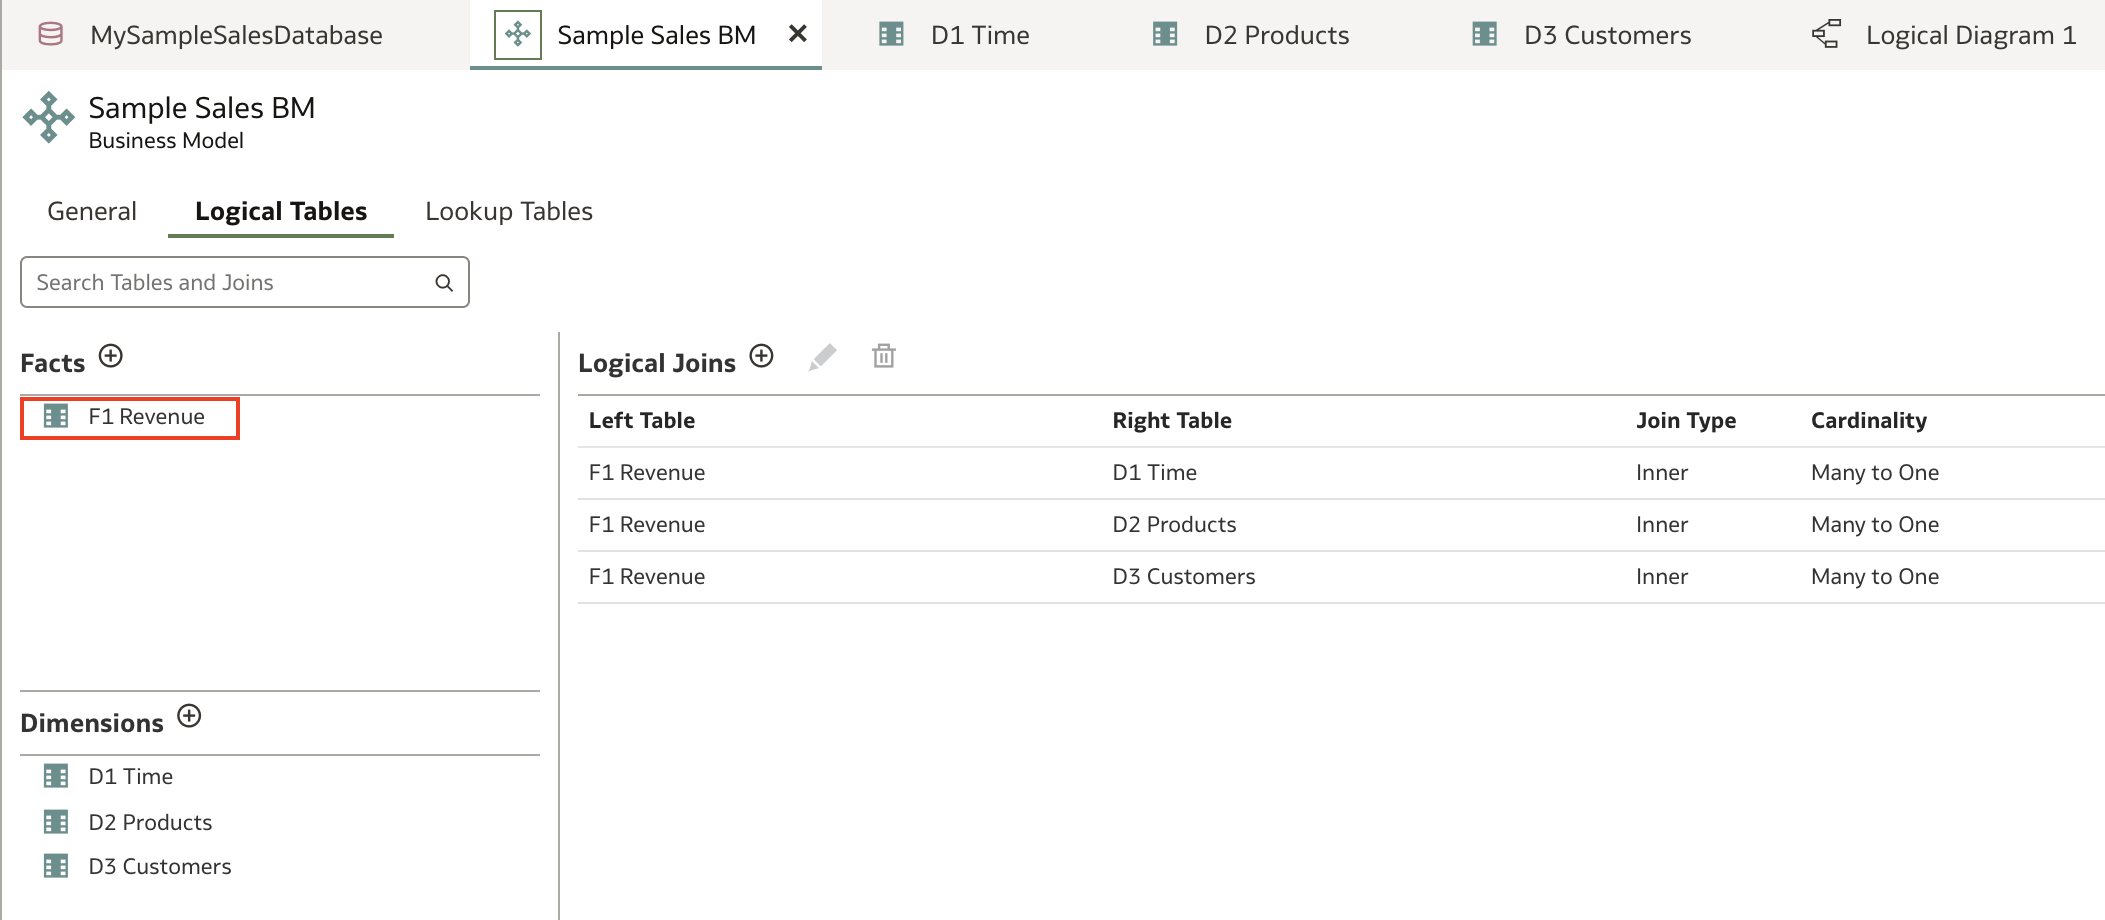 MySampleSalesDatabase Sample Sales BM D1 Time D2 Products D3 Customers Logical Diagram 1
Sample Sales BM
Business Model
General Logical Tables Lookup Tables
Search Tables and Joins
Facts
F1 Revenue
Logical Joins
Left Table Right Table Join Type Cardinality
F1 Revenue D1 Time Inner Many to One
F1 Revenue D2 Products Inner Many to One
F1 Revenue D3 Customers Inner Many to One
Dimensions
D1 Time
D2 Products
D3 Customers